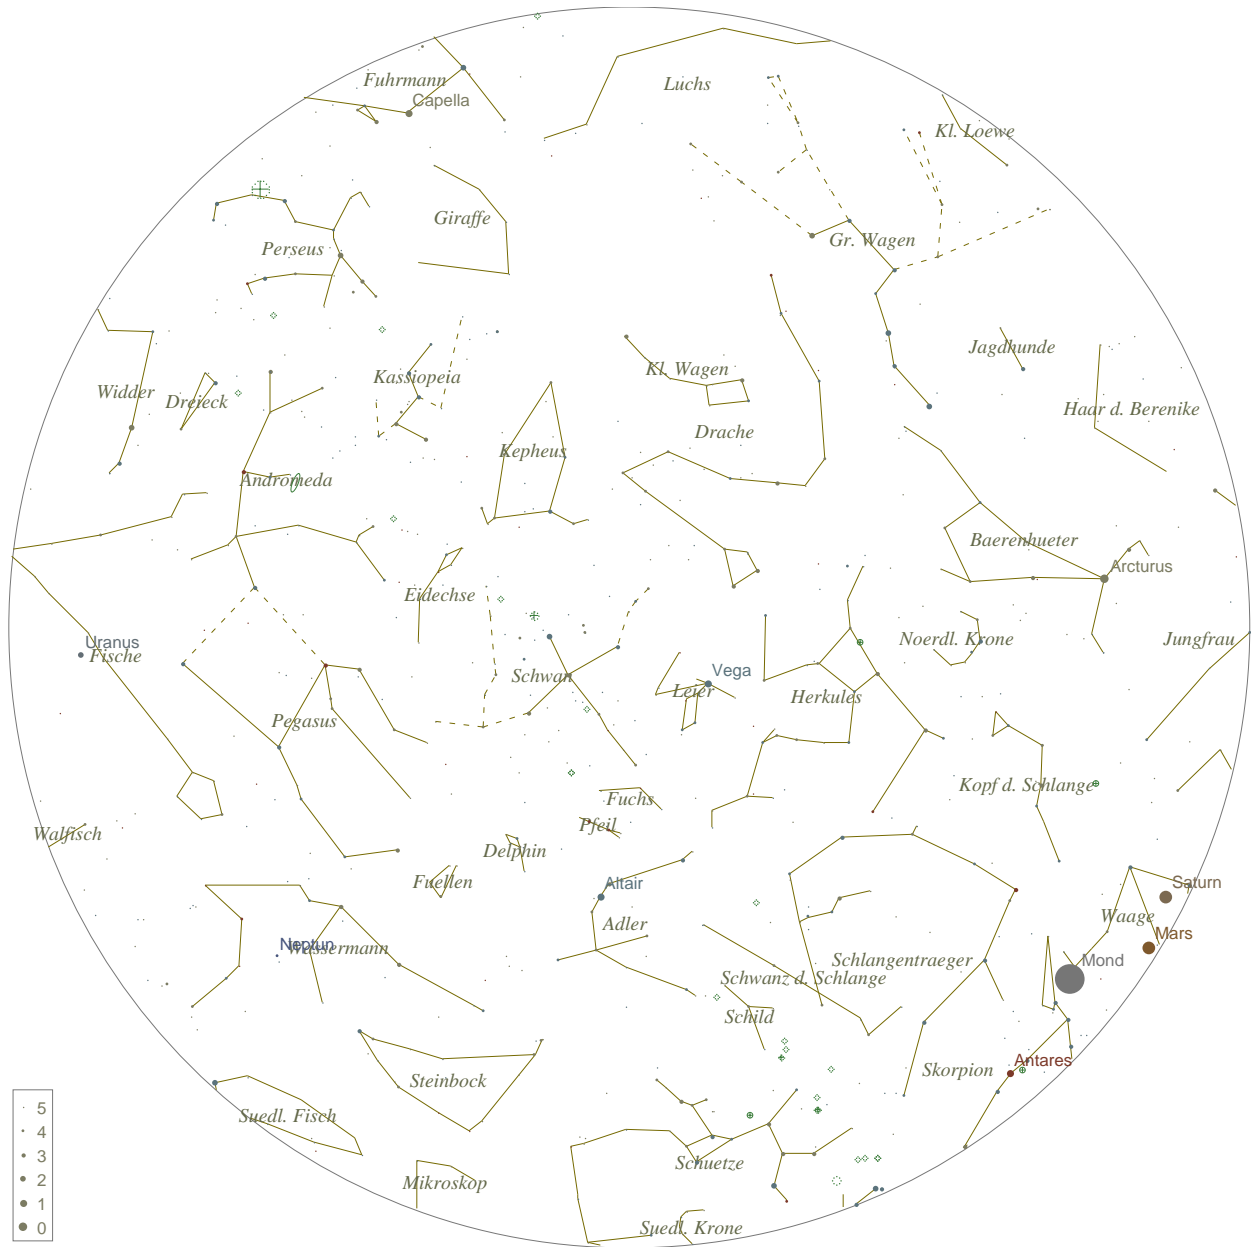 Fuhrmann
Capella
Luchs
Kl. Loewe
Giraffe
Perseus
Gr. Wagen
Jagdhunde
Kl. Wagen
Kassiopeia
Widder
Dreieck
Haar d. Berenike
Drache
Kepheus
Andromeda
Baerenhueter
Arcturus
Eidechse
Uranus
Fische
Noerdl. Krone
Jungfrau
Schwan
Vega
Leier
Herkules
Pegasus
Kopf d. Schlange
Fuchs
Pfeil
Walfisch
Delphin
Fuellen
Altair
Saturn
Adler
Waage
Mars
Neptun
Wassermann
Schlangentraeger
Mond
Schwanz d. Schlange
Schild
Antares
Skorpion
Steinbock
Suedl. Fisch
Schuetze
Mikroskop
Suedl. Krone
5
4
3
2
1
0